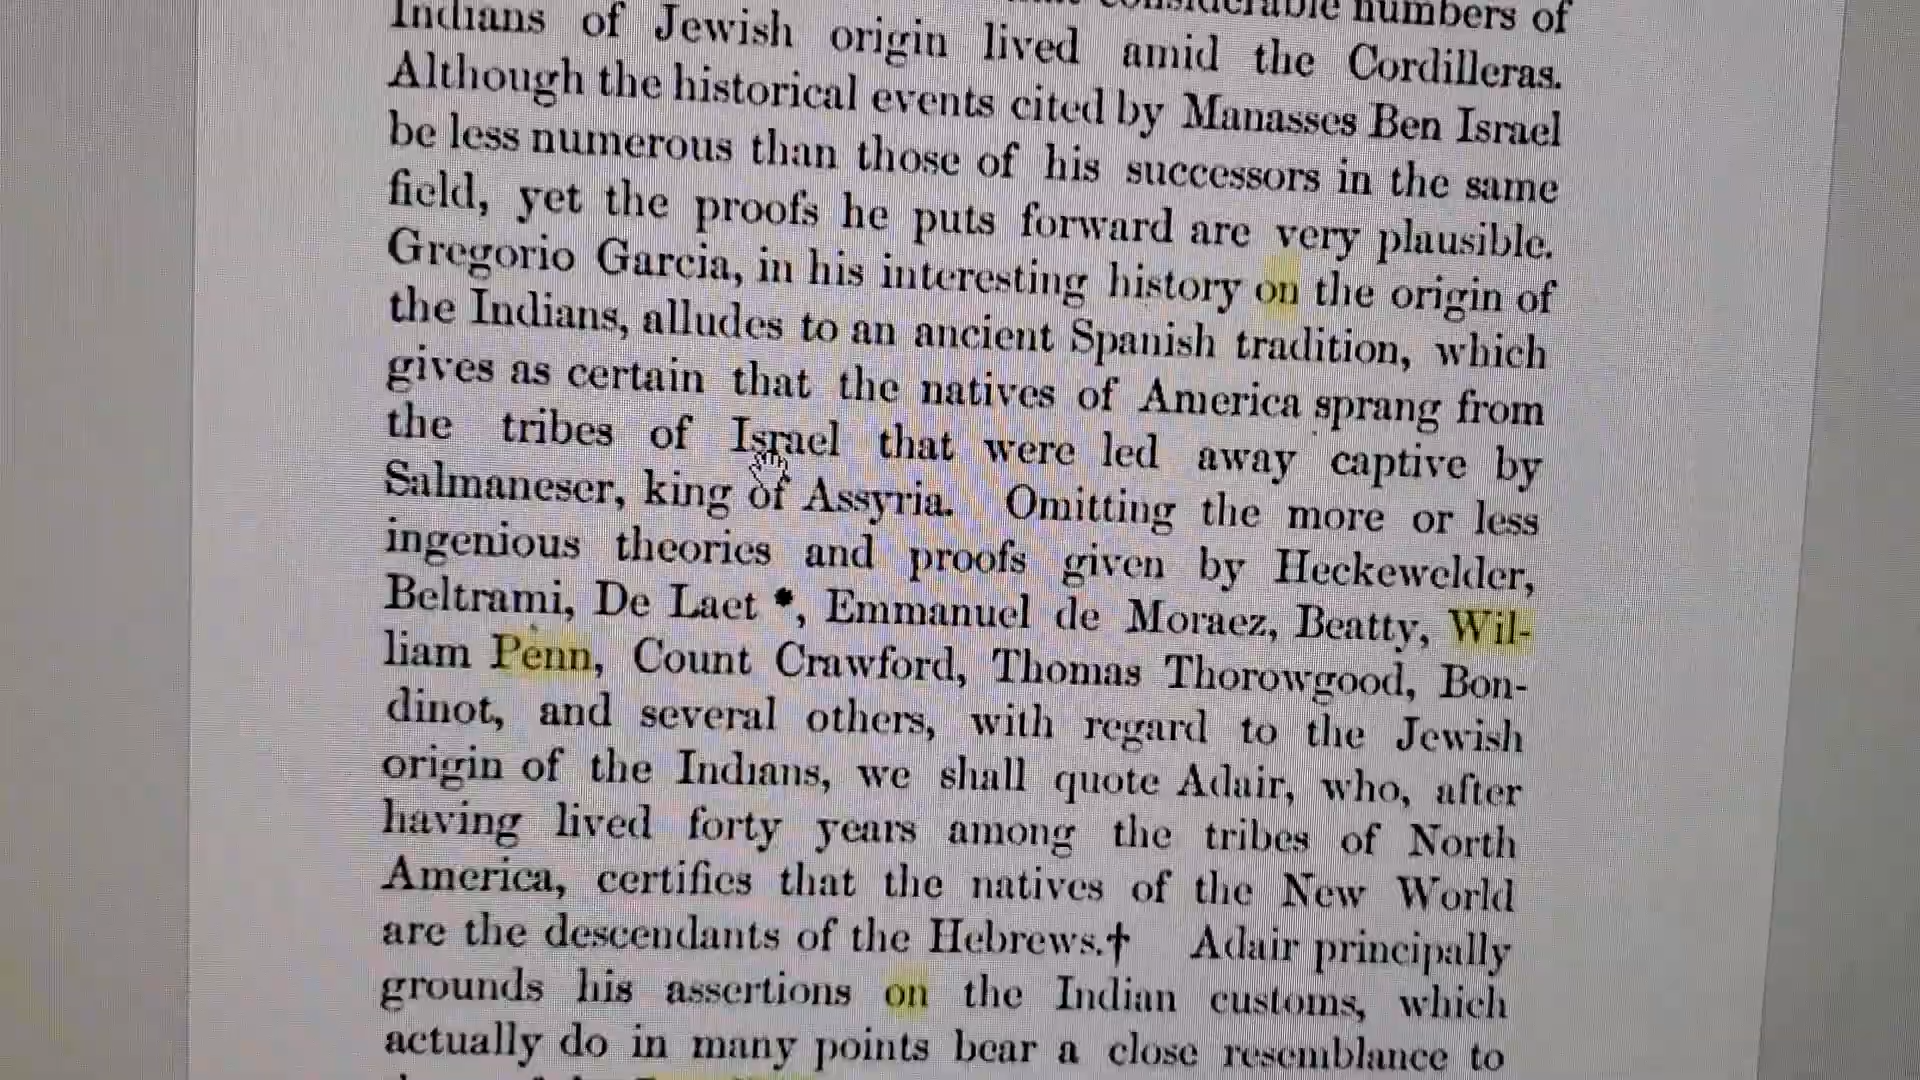 considerable numbers of
Indians of Jewish origin lived amid the Cordilleras.
Although the historical events cited by Manasses Ben Israel
be less numerous than those of his successors in the same
field, yet the proofs he puts forward are very plausible.
Gregorio Garcia, in his interesting history on the origin of
the Indians, alludes to an ancient Spanish tradition, which
gives as certain that the natives of America sprang from
the tribes of Israel that were led away captive by
Salmaneser, king of Assyria. Omitting the more or less
ingenious theories and proofs given by Heckewelder,
Beltrami, De Laet *, Emmanuel de Moraez, Beatty, Wil-
liam Penn, Count Crawford, Thomas Thorowgood, Bon-
dinot, and several others, with regard to the Jewish
origin of the Indians, we shall quote Adair, who, after
having lived forty years among the tribes of North
America, certifies that the natives of the New World
are the descendants of the Hebrews.† Adair principally
grounds his assertions on the Indian customs, which
actually do in many points bear a close resemblance to